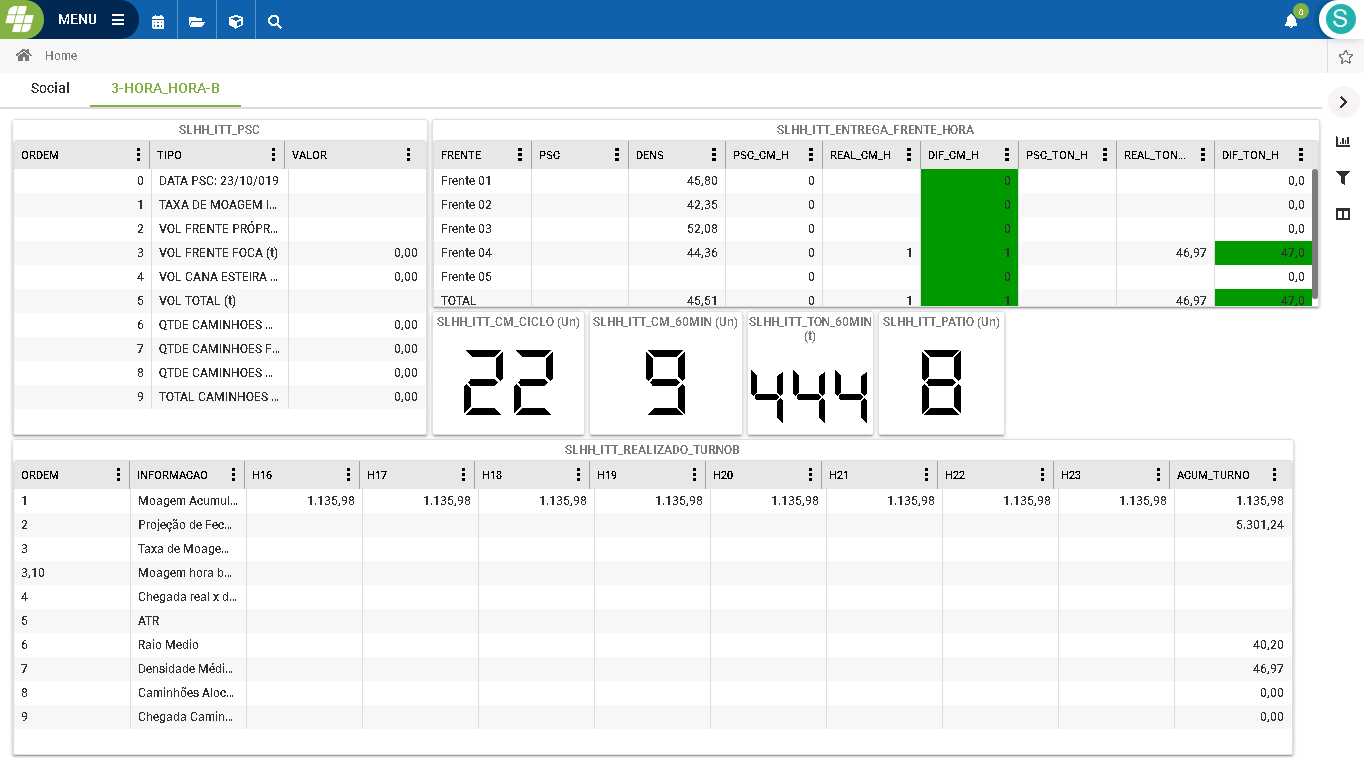 MENU
0
S
Home
Social 3-HORA_HORA-B
SLHH_ITT_PSC
ORDEM TIPO VALOR
0 DATA PSC: 23/10/019
1 TAXA DE MOAGEM I...
2 VOL FRENTE PRÓPR...
3 VOL FRENTE FOCA (t) 0,00
4 VOL CANA ESTEIRA ... 0,00
5 VOL TOTAL (t)
6 QTDE CAMINHOES ... 0,00
7 QTDE CAMINHOES F... 0,00
8 QTDE CAMINHOES ... 0,00
9 TOTAL CAMINHOES ... 0,00
SLHH_ITT_ENTREGA_FRENTE_HORA
FRENTE PSC DENS PSC_CM_H REAL_CM_H DIF_CM_H PSC_TON_H REAL_TON... DIF_TON_H
Frente 01 45,80 0 0 0,0
Frente 02 42,35 0 0 0,0
Frente 03 52,08 0 0 0,0
Frente 04 44,36 0 1 1 46,97 47,0
Frente 05 0 0 0,0
TOTAL 45,51 0 1 1 46,97 47,0
SLHH_ITT_CM_CICLO (Un)
22
SLHH_ITT_CM_60MIN (Un)
9
SLHH_ITT_TON_60MIN
(t)
444
SLHH_ITT_PATIO (Un)
8
SLHH_ITT_REALIZADO_TURNOB
ORDEM INFORMACAO H16 H17 H18 H19 H20 H21 H22 H23 ACUM_TURNO
1 Moagem Acumul... 1.135,98 1.135,98 1.135,98 1.135,98 1.135,98 1.135,98 1.135,98 1.135,98 1.135,98
2 Projeção de Fec... 5.301,24
3 Taxa de Moage...
3,10 Moagem hora b...
4 Chegada real x d...
5 ATR
6 Raio Medio 40,20
7 Densidade Médi... 46,97
8 Caminhões Aloc... 0,00
9 Chegada Camin... 0,00